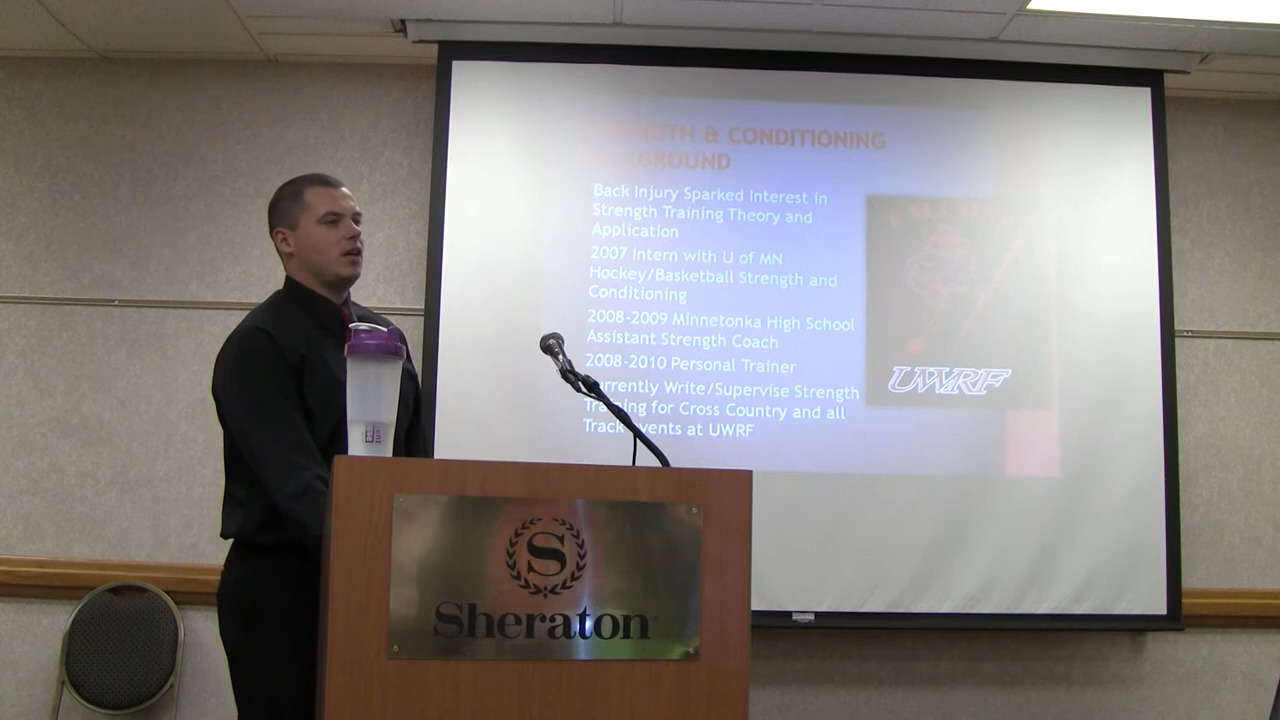 & CONDITIONING
Back Injury Sparked Interest in
Strength Training Theory and
Application
2007 Intern with U of MN
Hockey/Basketball Strength and
Conditioning
2008-2009 Minnetonka High School
Assistant Strength Coach
2008-2010 Personal Trainer
Currently Write/Supervise Strength
Training for Cross Country and all
Track Events at UWRF
UWRF
S
Sheraton